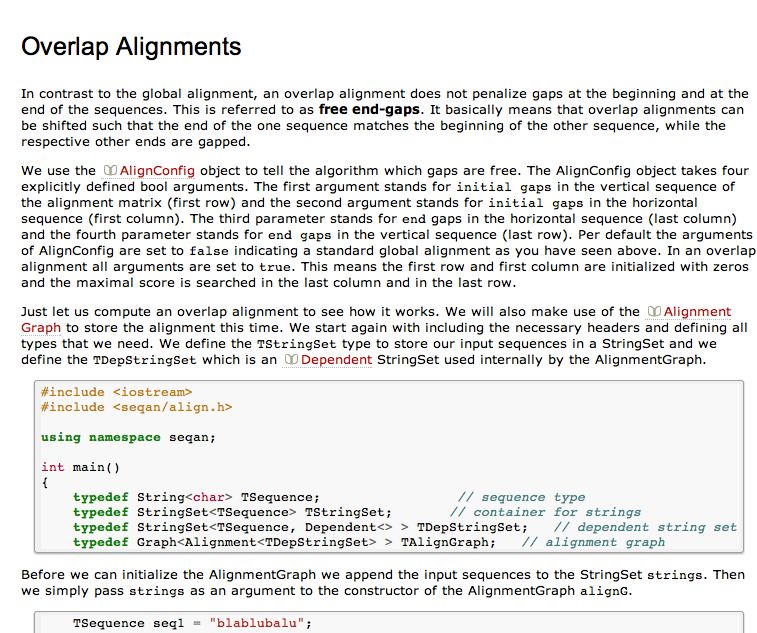 Overlap Alignments
In contrast to the global alignment, an overlap alignment does not penalize gaps at the beginning and at the
end of the sequences. This is referred to as free end-gaps. It basically means that overlap alignments can
be shifted such that the end of the one sequence matches the beginning of the other sequence, while the
respective other ends are gapped.
We use the AlignConfig object to tell the algorithm which gaps are free. The AlignConfig object takes four
explicitly defined bool arguments. The first argument stands for initial gaps in the vertical sequence of
the alignment matrix (first row) and the second argument stands for initial gaps in the horizontal
sequence (first column). The third parameter stands for end gaps in the horizontal sequence (last column)
and the fourth parameter stands for end gaps in the vertical sequence (last row). Per default the arguments
of AlignConfig are set to false indicating a standard global alignment as you have seen above. In an overlap
alignment all arguments are set to true. This means the first row and first column are initialized with zeros
and the maximal score is searched in the last column and in the last row.
Just let us compute an overlap alignment to see how it works. We will also make use of the Alignment
Graph to store the alignment this time. We start again with including the necessary headers and defining all
types that we need. We define the TStringSet type to store our input sequences in a StringSet and we
define the TDepStringSet which is an Dependent StringSet used internally by the AlignmentGraph.
#include <iostream>
#include <seqan/align.h>
using namespace seqan;
int main()
{
typedef String<char> TSequence; // sequence type
typedef StringSet<TSequence> TStringSet; // container for strings
typedef StringSet<TSequence, Dependent<> > TDepStringSet; // dependent string set
typedef Graph<Alignment<TDepStringSet> > TAlignGraph; // alignment graph
Before we can initialize the AlignmentGraph we append the input sequences to the StringSet strings. Then
we simply pass strings as an argument to the constructor of the AlignmentGraph alignG.
TSequence seq1 = "blablubalu";